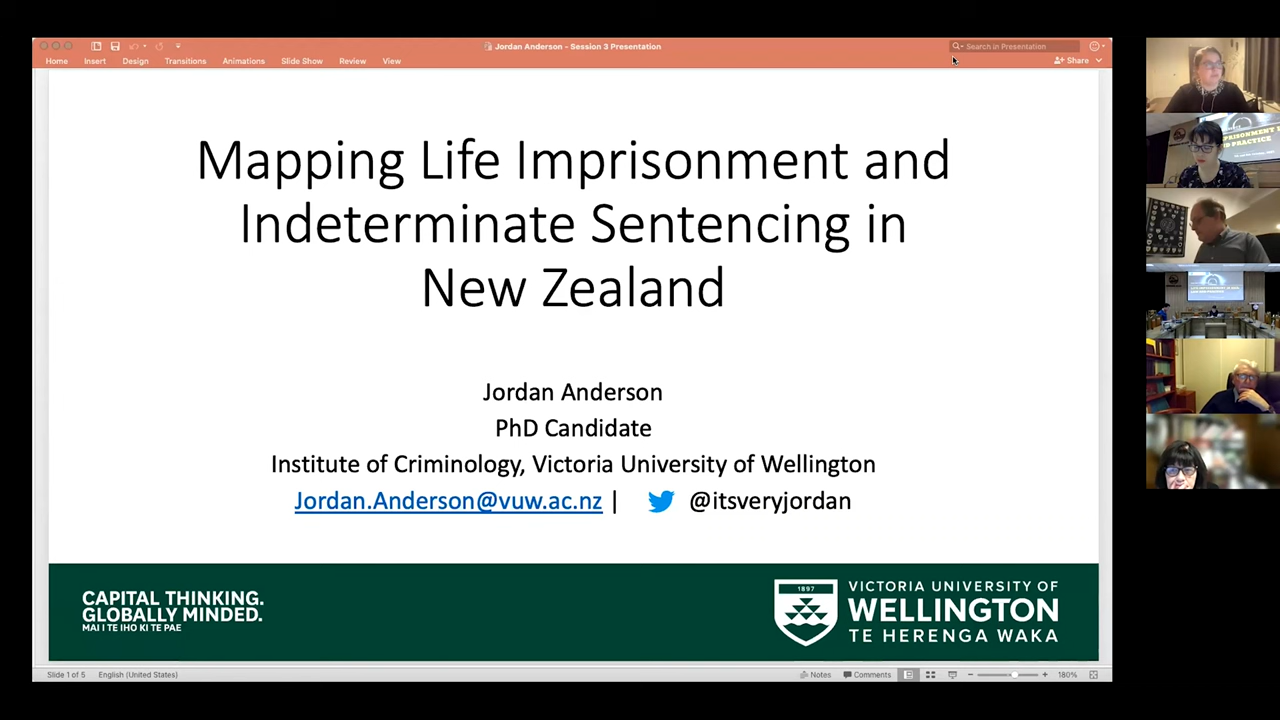 Jordan Anderson - Session 3 Presentation
Search in Presentation
Home Insert Design Transitions Animations Slide Show Review View
Share
Mapping Life Imprisonment and
Indeterminate Sentencing in
New Zealand
Jordan Anderson
PhD Candidate
Institute of Criminology, Victoria University of Wellington
Jordan.Anderson@vuw.ac.nz | @itsveryjordan
CAPITAL THINKING.
GLOBALLY MINDED.
MAI I TE IHO KI TE PAE
1897
VICTORIA UNIVERSITY OF
WELLINGTON
TE HERENGA WAKA
Slide 1 of 5 English (United States)
Notes Comments 180%